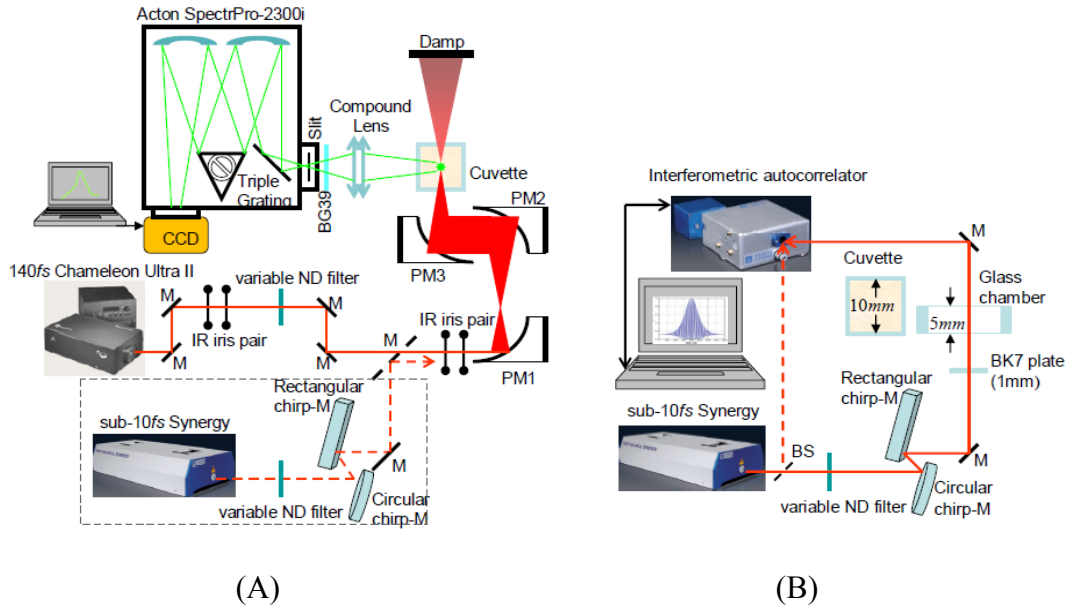 Acton SpectrPro-2300i
Damp
Compound
Lens
Slit
Triple
Grating
BG39
Cuvette
PM2
CCD
PM3
140fs Chameleon Ultra II
variable ND filter
M
M
IR iris pair
M
M
IR iris pair
PM1
Rectangular
chirp-M
sub-10fs Synergy
M
variable ND filter
Circular
chirp-M
(A)
Interferometric autocorrelator
M
Cuvette
10mm
Glass
chamber
5mm
BK7 plate
(1mm)
Rectangular
chirp-M
sub-10fs Synergy
BS
M
variable ND filter
Circular
chirp-M
(B)